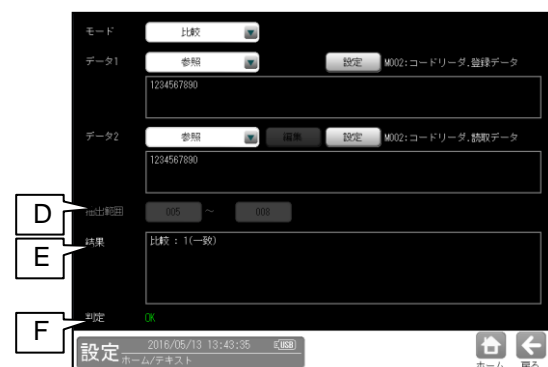 モード 比較
データ1 参照 設定 M002:コードリーダ.登録データ
1234567890
データ2 参照 編集 設定 M002:コードリーダ.読取データ
1234567890
D 抽出範囲 005 ～ 008
E 結果 比較 : 1(一致)
F 判定 OK
設定 2016/05/13 13:43:35 USB
ホーム/テキスト
ホーム 戻る